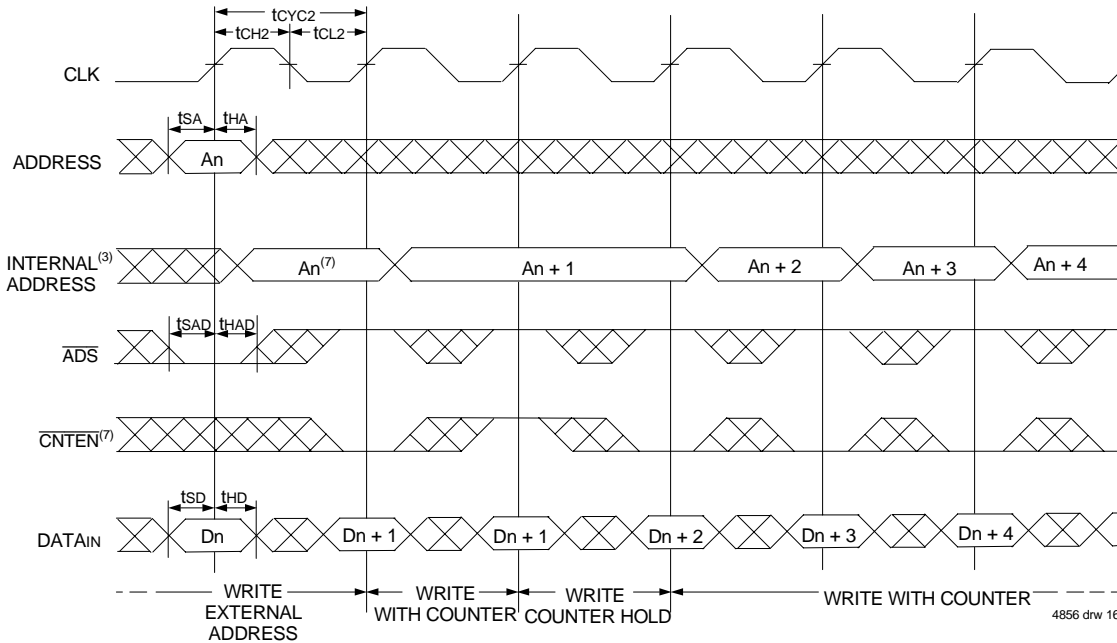 tCYC2
tCH2 tCL2
CLK
tSA tHA
ADDRESS An
INTERNAL(3)
ADDRESS
An(7) An + 1 An + 2 An + 3 An + 4
tSAD tHAD
ADS
CNTEN(7)
tSD tHD
DATAIN Dn Dn + 1 Dn + 1 Dn + 2 Dn + 3 Dn + 4
WRITE
EXTERNAL
ADDRESS
WRITE
WITH COUNTER
WRITE
COUNTER HOLD
WRITE WITH COUNTER
4856 drw 16